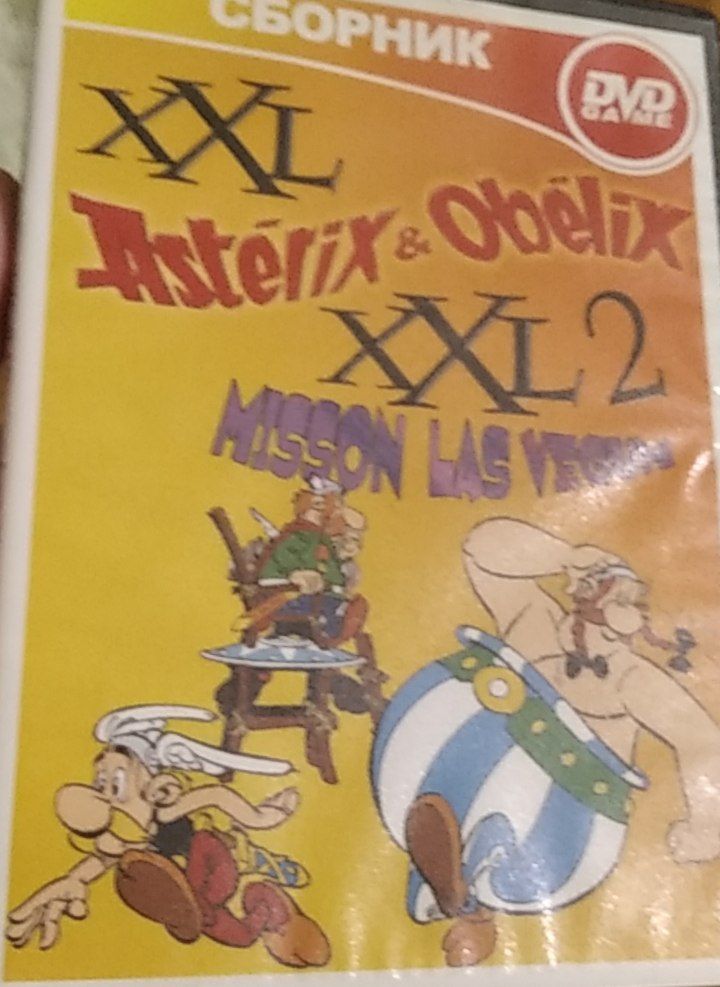 СБОРНИК
DVD
GAME
XXL
Astérix & Obélix
XXL 2
MISSON LAS